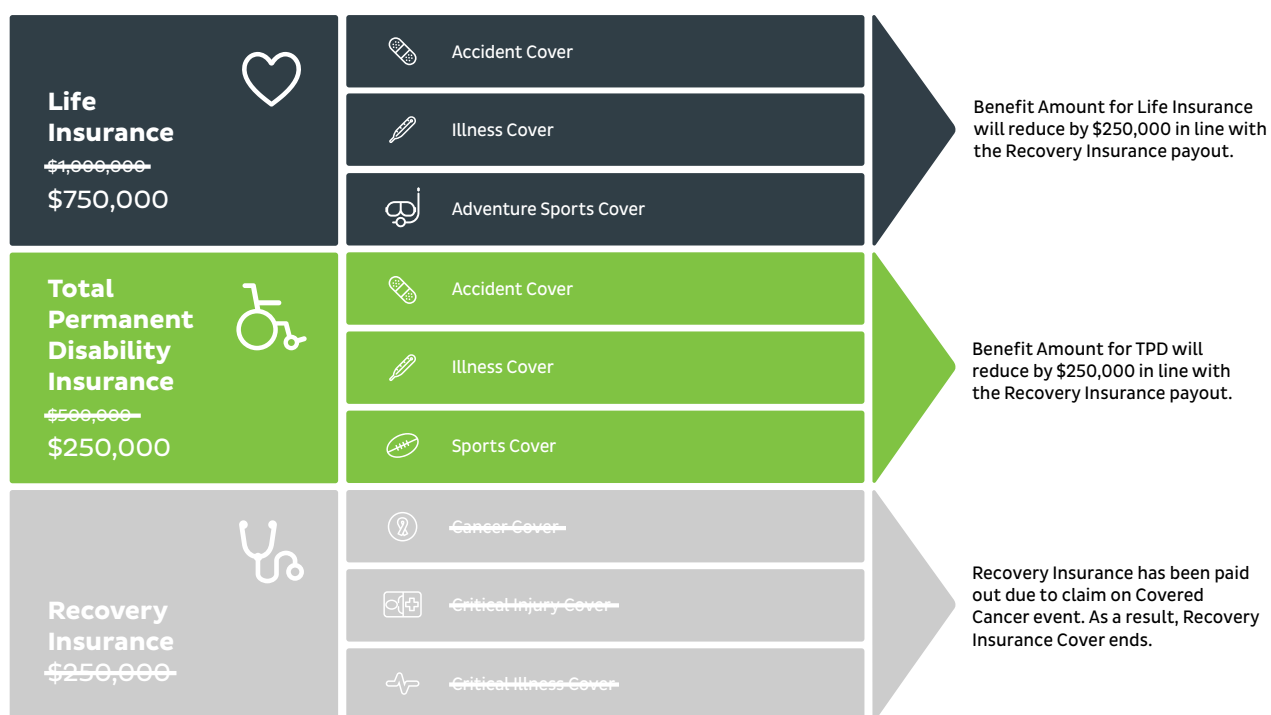 Life
Insurance
$1,000,000
$750,000
Accident Cover
Illness Cover
Adventure Sports Cover
Benefit Amount for Life Insurance
will reduce by $250,000 in line with
the Recovery Insurance payout.
Total
Permanent
Disability
Insurance
$500,000
$250,000
Accident Cover
Illness Cover
Sports Cover
Benefit Amount for TPD will
reduce by $250,000 in line with
the Recovery Insurance payout.
Recovery
Insurance
$250,000
Cancer Cover
Critical Injury Cover
Critical Illness Cover
Recovery Insurance has been paid
out due to claim on Covered
Cancer event. As a result, Recovery
Insurance Cover ends.